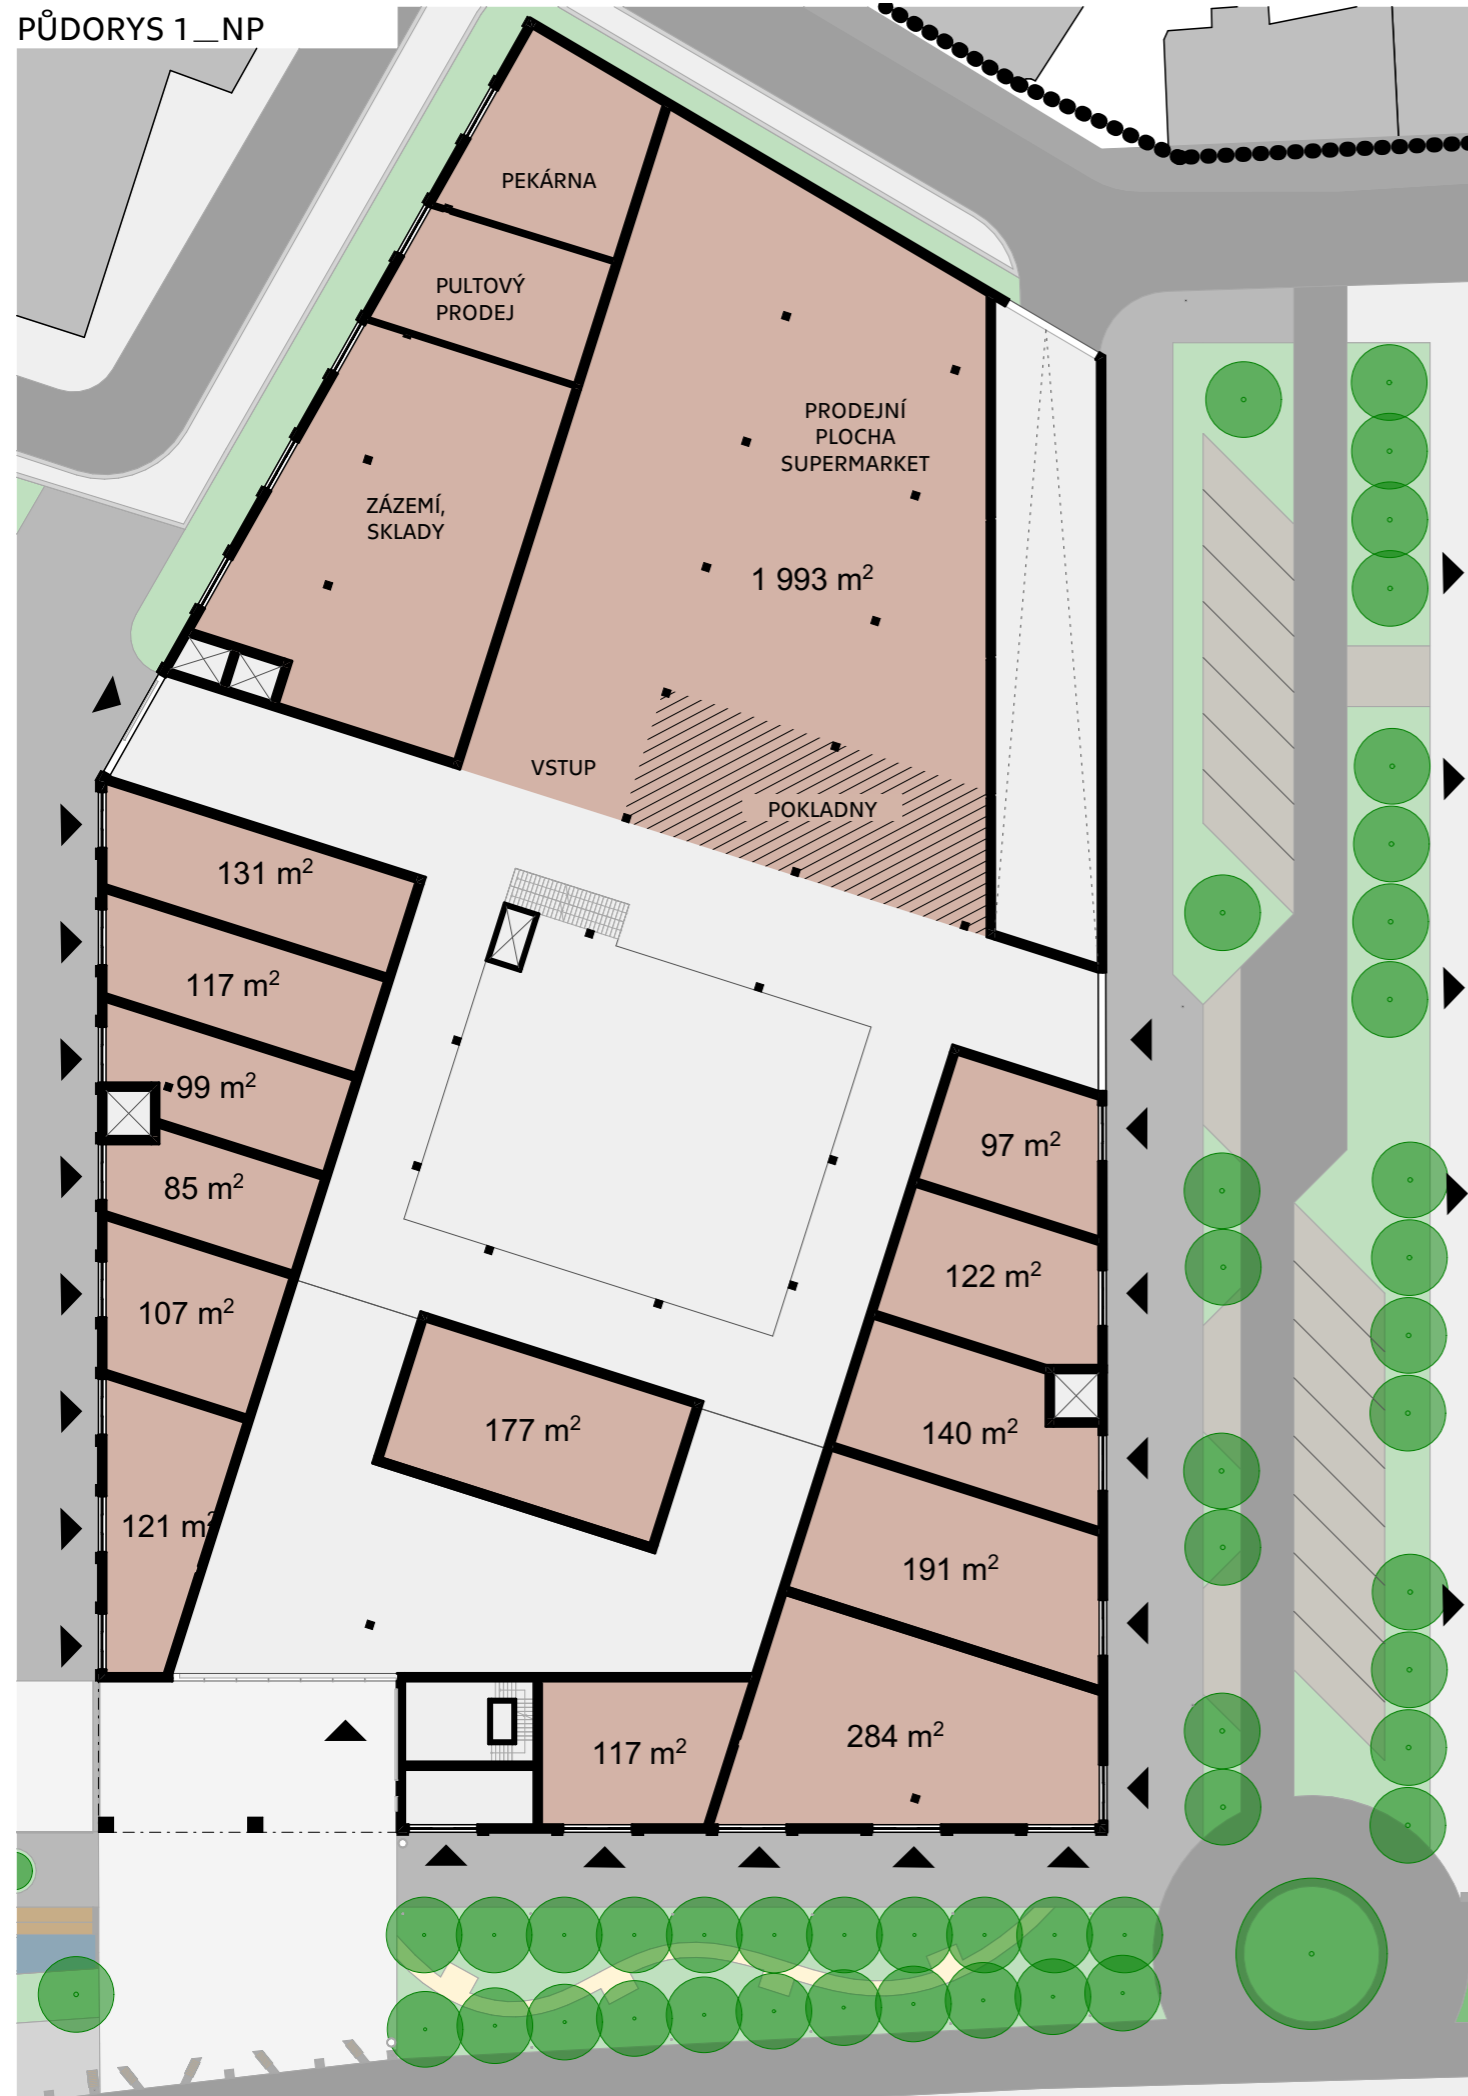 PŮDORYS 1_NP
PEKÁRNA
PULTOVÝ
PRODEJ
PRODEJNÍ
PLOCHA
SUPERMARKET
ZÁZEMÍ,
SKLADY
1 993 m²
VSTUP
POKLADNY
131 m²
117 m²
99 m²
85 m²
107 m²
121 m²
177 m²
97 m²
122 m²
140 m²
191 m²
284 m²
117 m²